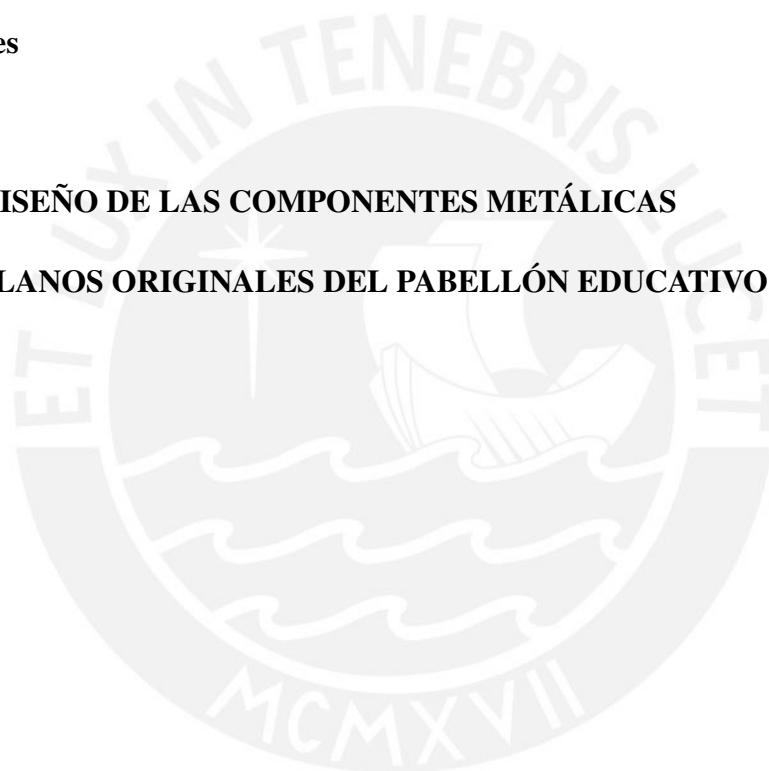 es
ISEÑO DE LAS COMPONENTES METÁLICAS
LANOS ORIGINALES DEL PABELLÓN EDUCATIVO
ET LUX IN TENEBRIS LUCET
MCMXVII